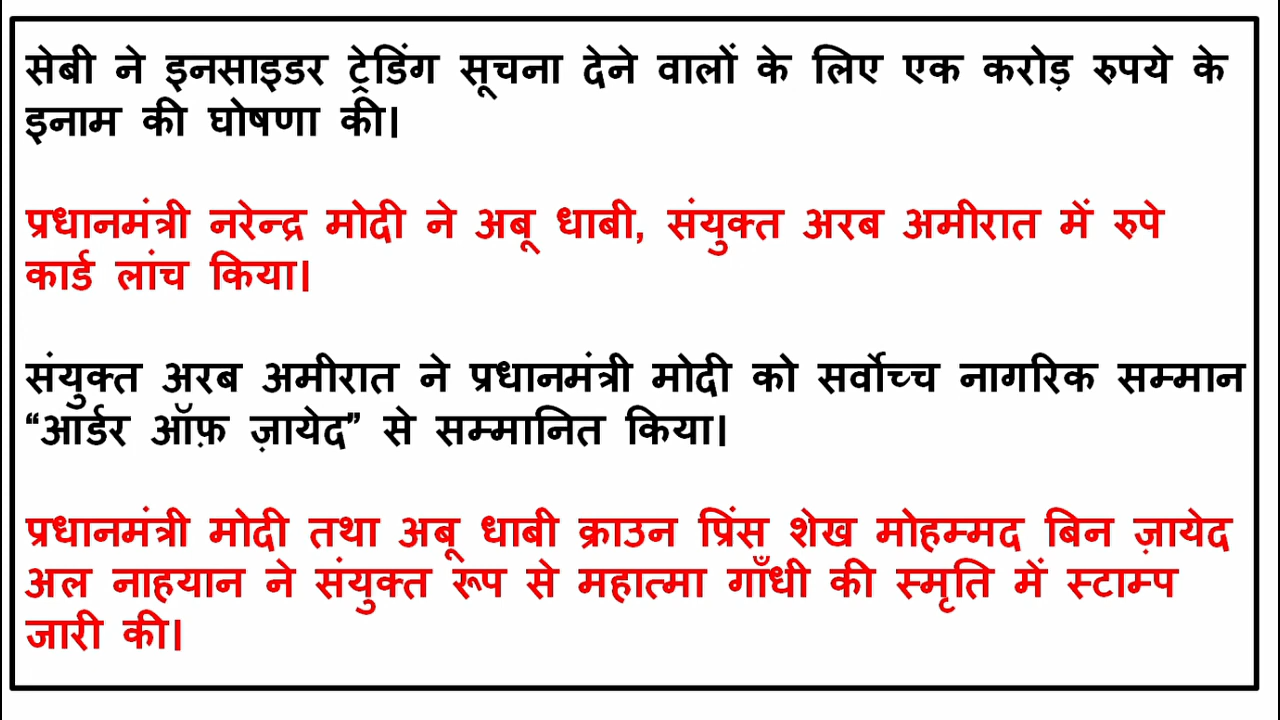 सेबी ने इनसाइडर ट्रेडिंग सूचना देने वालों के लिए एक करोड़ रुपये के
इनाम की घोषणा की।
प्रधानमंत्री नरेन्द्र मोदी ने अबू धाबी, संयुक्त अरब अमीरात में रुपे
कार्ड लांच किया।
संयुक्त अरब अमीरात ने प्रधानमंत्री मोदी को सर्वोच्च नागरिक सम्मान
“आर्डर ऑफ़ ज़ायेद” से सम्मानित किया।
प्रधानमंत्री मोदी तथा अबू धाबी क्राउन प्रिंस शेख मोहम्मद बिन ज़ायेद
अल नाहयान ने संयुक्त रूप से महात्मा गाँधी की स्मृति में स्टाम्प
जारी की।